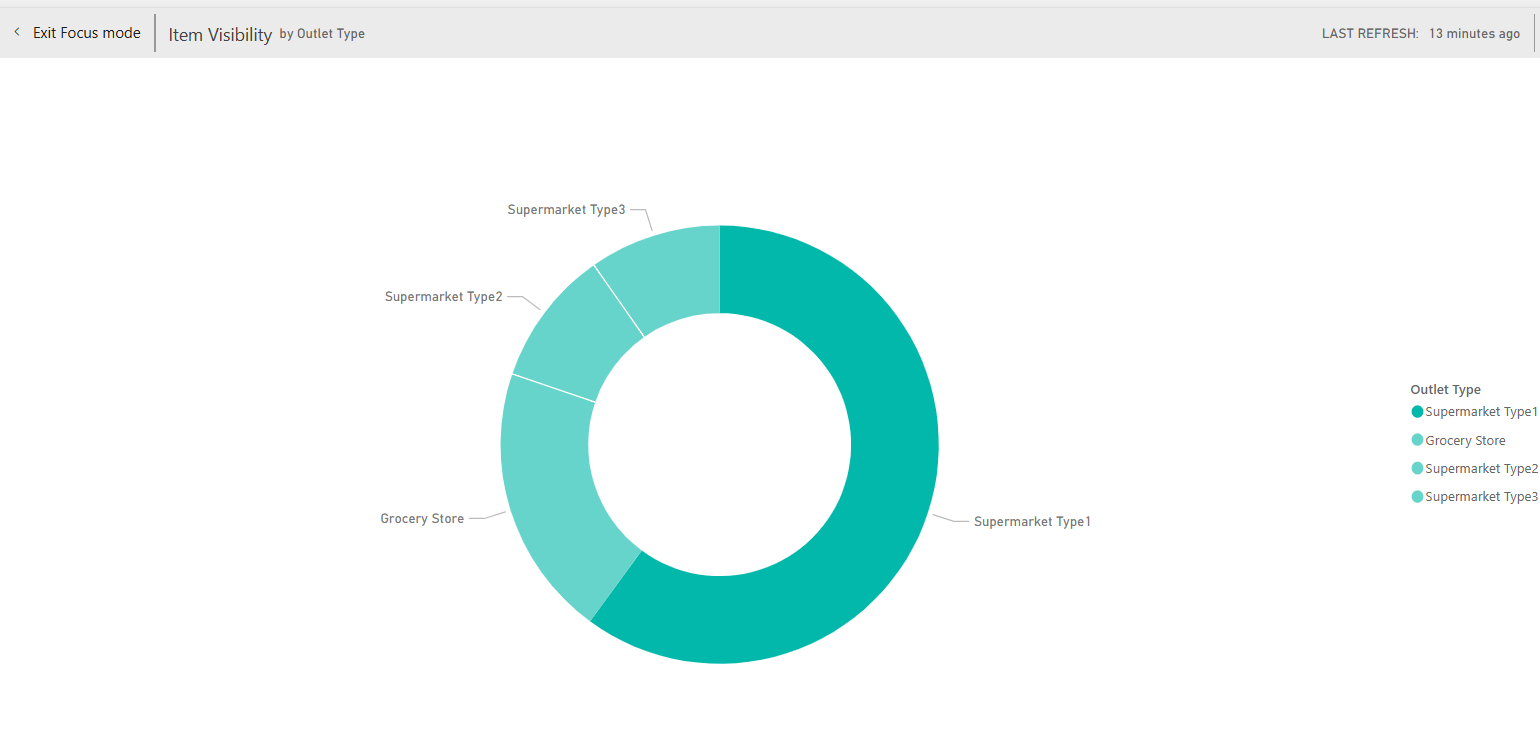 Exit Focus mode
Item Visibility by Outlet Type
LAST REFRESH: 13 minutes ago
Supermarket Type3
Supermarket Type2
Grocery Store
Supermarket Type1
Outlet Type
Supermarket Type1
Grocery Store
Supermarket Type2
Supermarket Type3